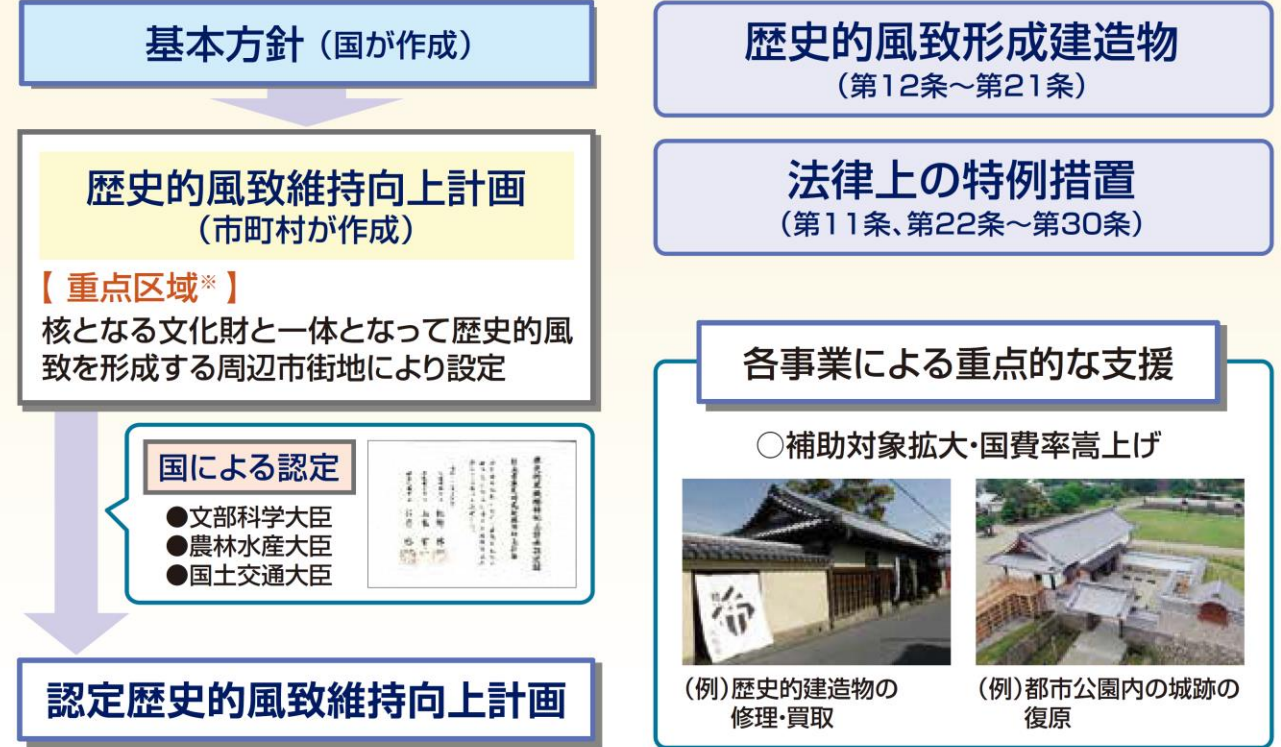 基本方針（国が作成）
歴史的風致維持向上計画
（市町村が作成）
【 重点区域※ 】
核となる文化財と一体となって歴史的風
致を形成する周辺市街地により設定
国による認定
●文部科学大臣
●農林水産大臣
●国土交通大臣
認定歴史的風致維持向上計画
歴史的風致形成建造物
（第12条～第21条）
法律上の特例措置
（第11条、第22条～第30条）
各事業による重点的な支援
○補助対象拡大・国費率嵩上げ
（例）歴史的建造物の
修理・買取
（例）都市公園内の城跡の
復原